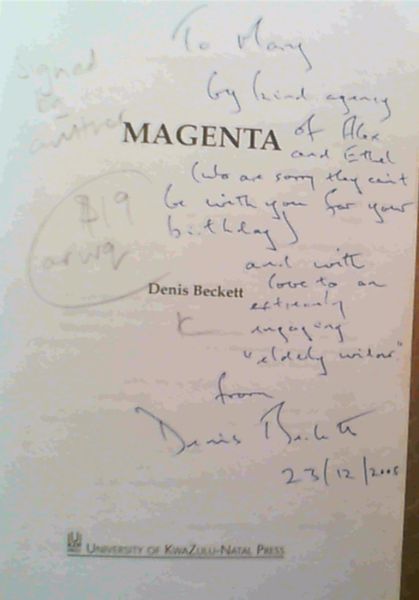 To Mary
Signed
by
author
by kind agency
MAGENTA
of Alex
and Ethel
(who are sorry they can't
be with you for your
birthday)
$19
and with
love to an
Denis Beckett
extremely
engaging
"elderly widow"
from
Denis Beckett
23/12/2008
UNIVERSITY OF KWAZULU-NATAL PRESS